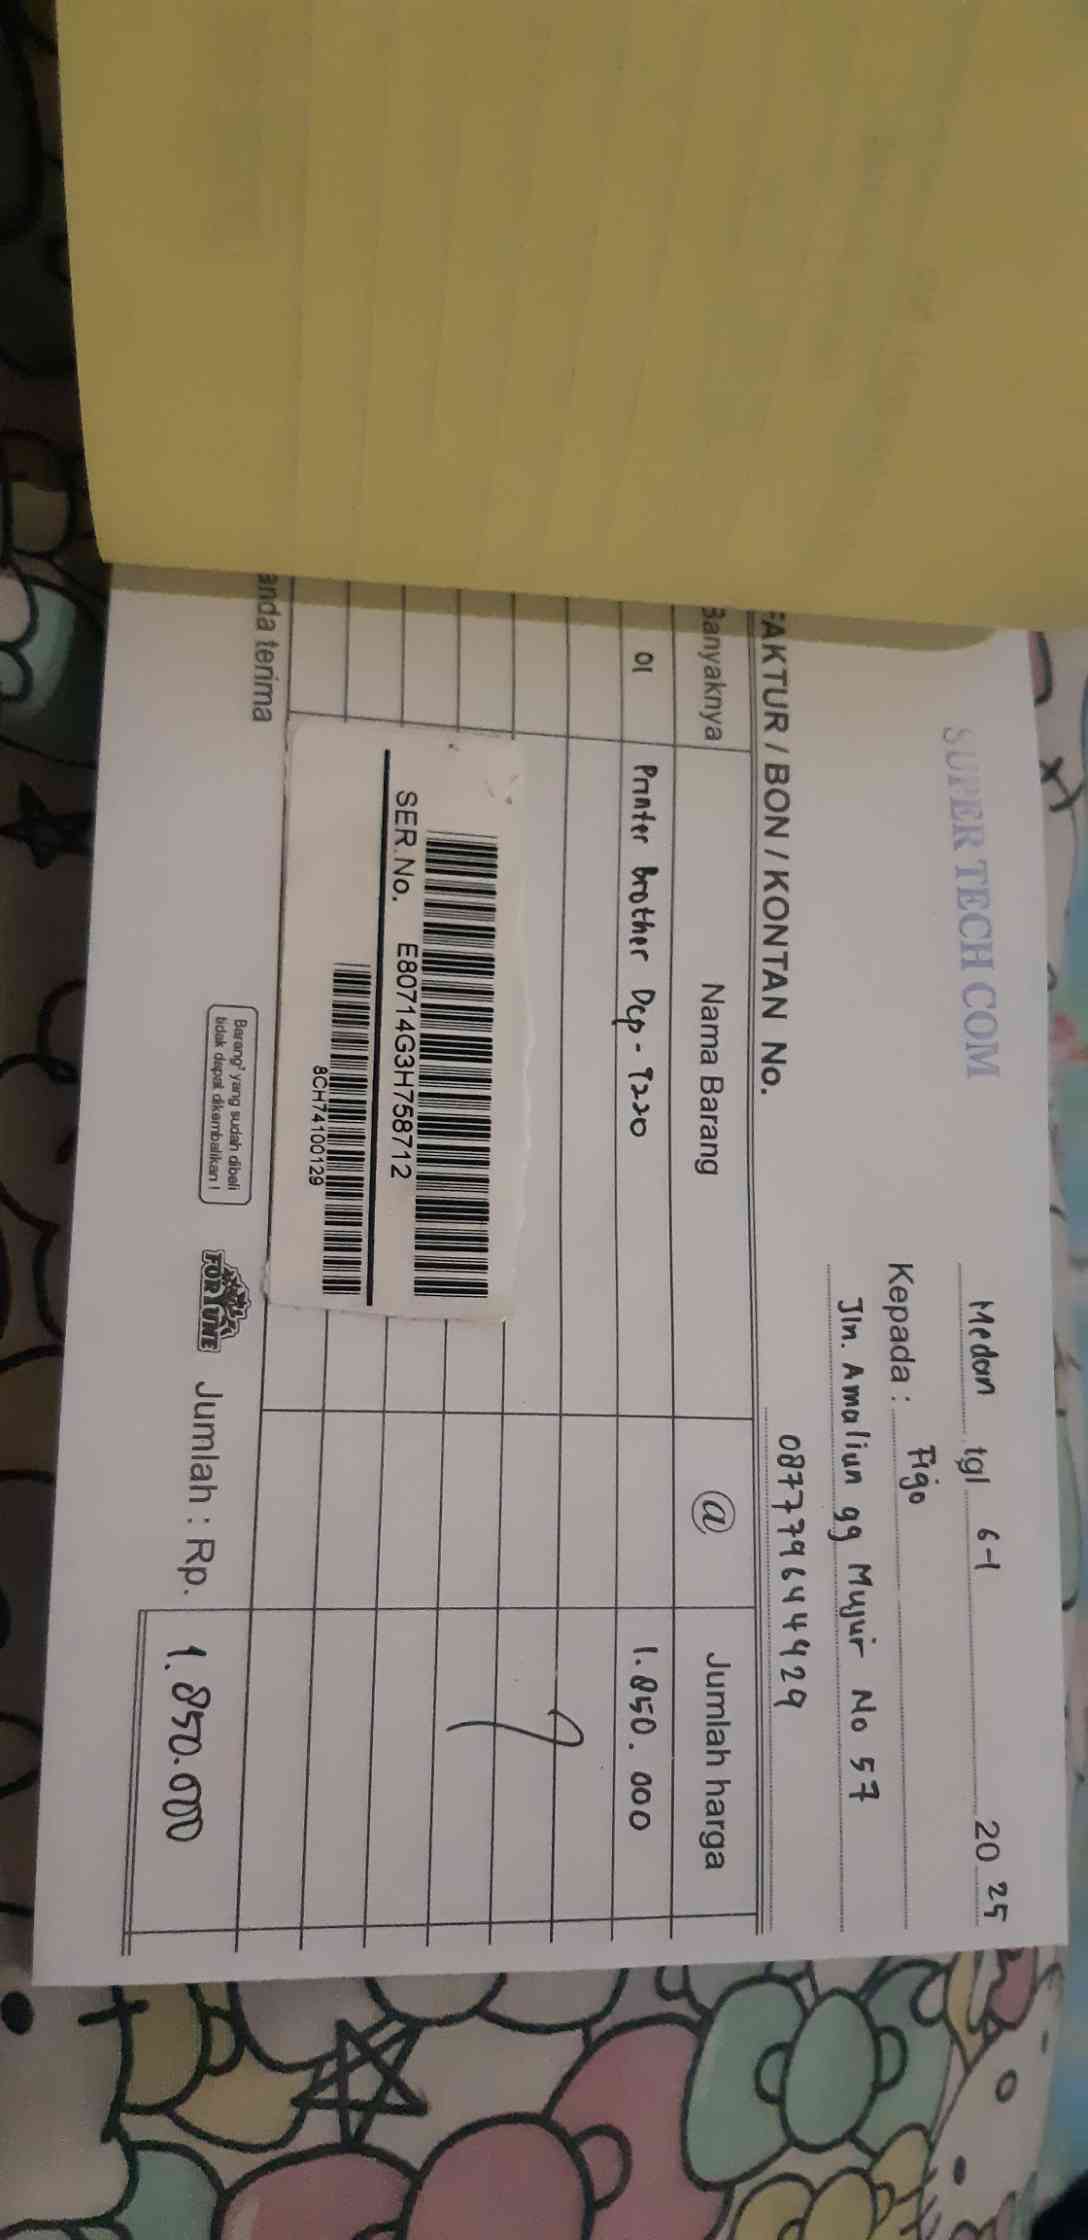 SUPER TECH COM
Medan tgl 6-1 2025
Kepada : Figo
Jln. Amaliun gg Mujur No 57
087779644929
FAKTUR / BON / KONTAN No.
Banyaknya Nama Barang @ Jumlah harga
01 Printer Brother Dcp - T220 1.850.000
SER.No. E80714G3H758712
8CH74100129
anda terima
Barang² yang sudah dibeli
tidak dapat dikembalikan !
FORTUNE
Jumlah : Rp. 1.850.000